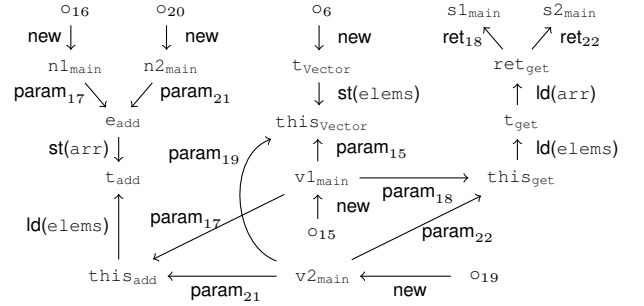 o16 o20 o6 s1main s2main
new new new ret18 ret22
n1main n2main tVector retget
param17 param21 st(elems) ld(arr)
eadd thisVector tget
st(arr) param19 param15 ld(elems)
tadd v1main param18 thisget
ld(elems) param17 new param22
o15
thisadd param21 v2main new o19